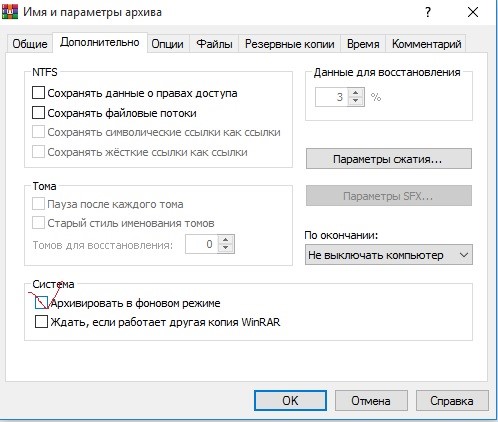 Имя и параметры архива
Общие Дополнительно Опции Файлы Резервные копии Время Комментарий
NTFS
Сохранять данные о правах доступа
Сохранять файловые потоки
Сохранять символические ссылки как ссылки
Сохранять жёсткие ссылки как ссылки
Данные для восстановления
3 %
Параметры сжатия...
Тома
Пауза после каждого тома
Старый стиль именования томов
Томов для восстановления: 0
Параметры SFX...
По окончании:
Не выключать компьютер
Система
Архивировать в фоновом режиме
Ждать, если работает другая копия WinRAR
OK Отмена Справка